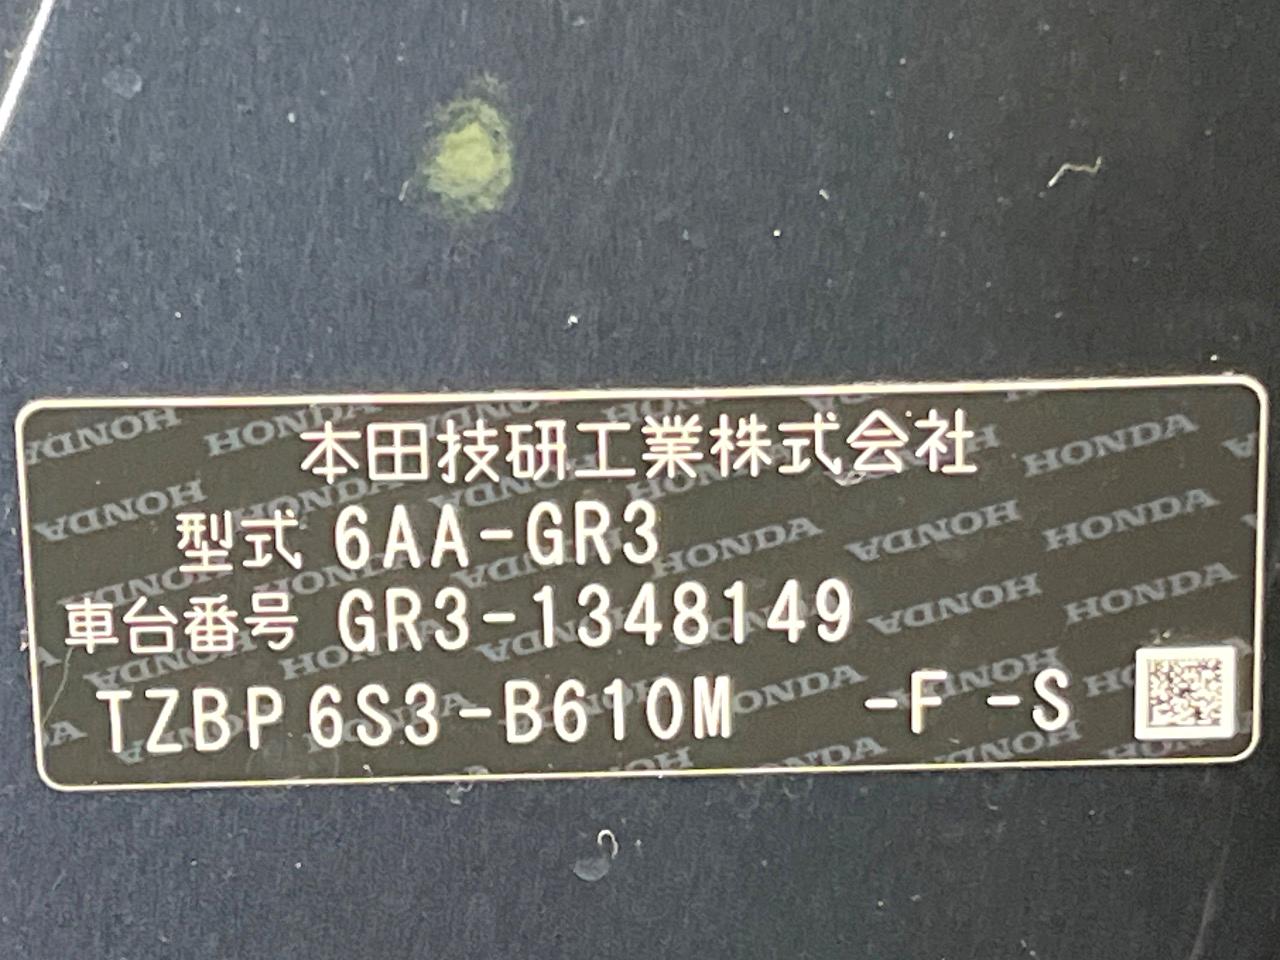 本田技研工業株式会社
型式 6AA-GR3
車台番号 GR3-1348149
TZBP 6S3-B610M -F -S